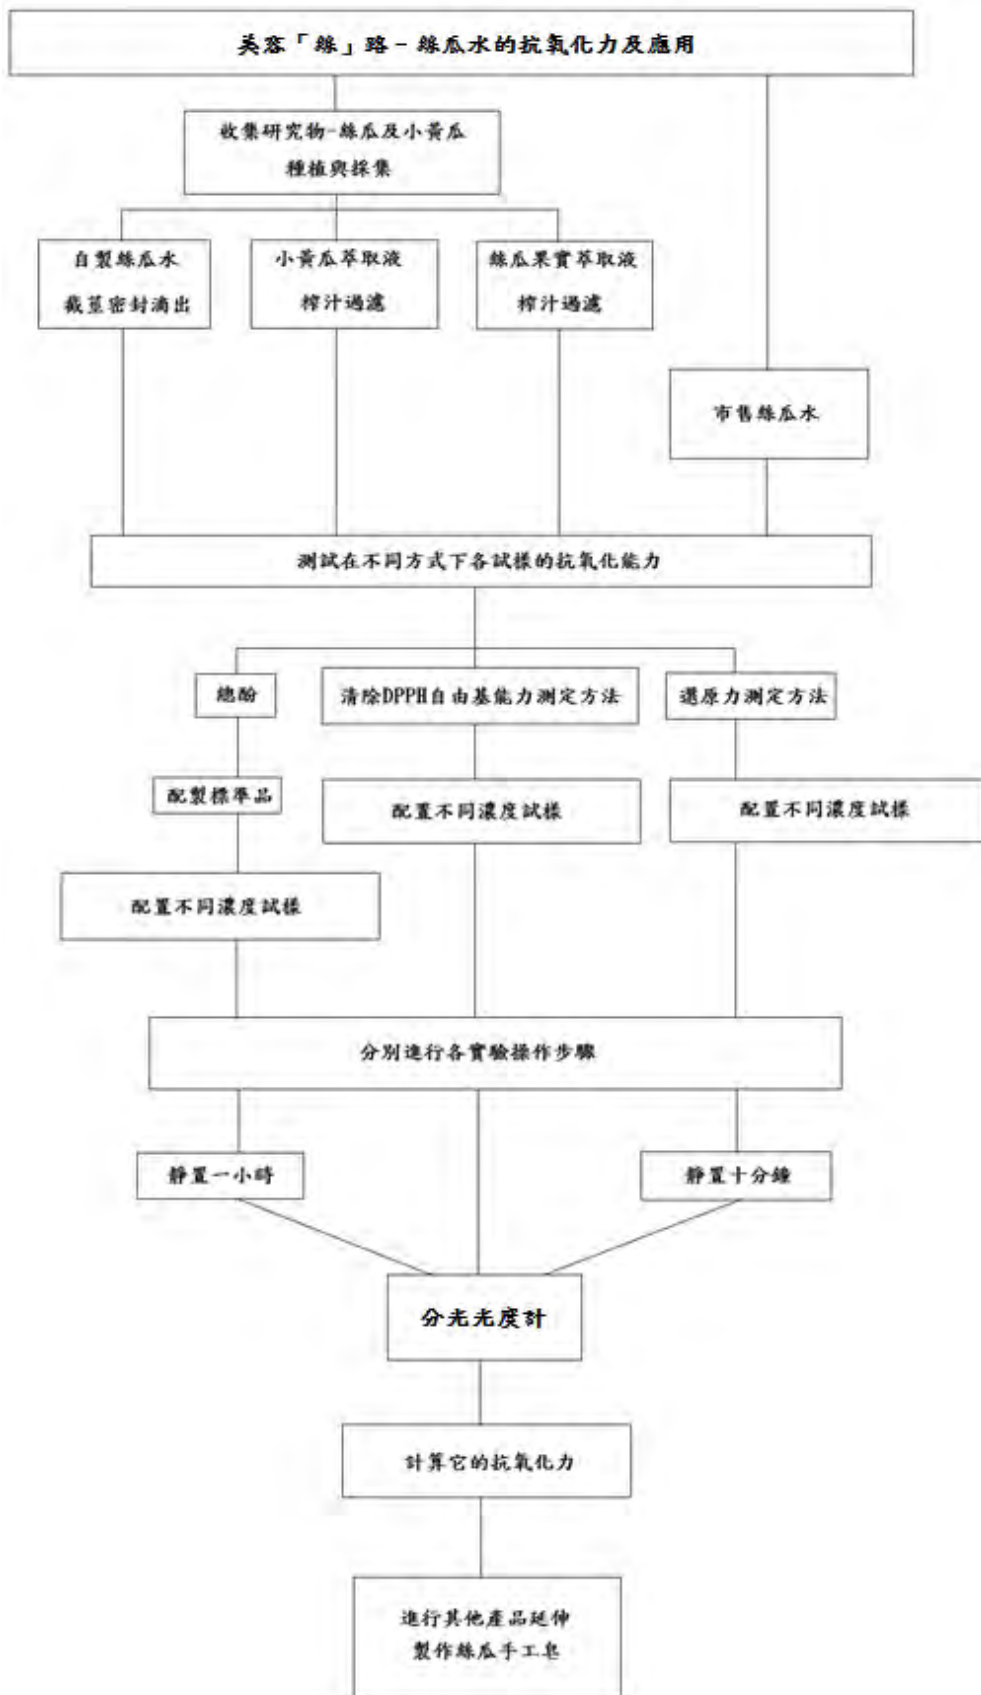 美容「絲」路-絲瓜水的抗氧化力及應用
收集研究物-絲瓜及小黃瓜
種植與採集
自製絲瓜水
截莖密封滴出
小黃瓜萃取液
榨汁過濾
絲瓜果實萃取液
榨汁過濾
市售絲瓜水
測試在不同方式下各試樣的抗氧化能力
總酚
清除DPPH自由基能力測定方法
還原力測定方法
配製標準品
配置不同濃度試樣
配置不同濃度試樣
配置不同濃度試樣
分別進行各實驗操作步驟
靜置一小時
靜置十分鐘
分光光度計
計算它的抗氧化力
進行其他產品延伸
製作絲瓜手工皂